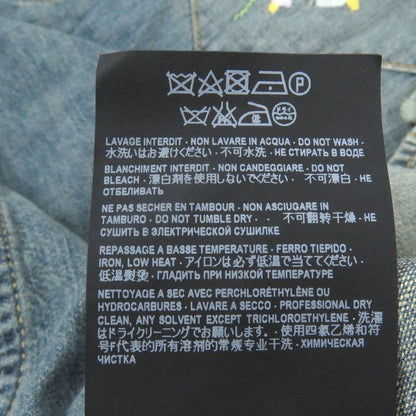 P
ドライ
LAVAGE INTERDIT - NON LAVARE IN ACQUA - DO NOT WASH -
水洗いはお避けください - 不可水洗 - НЕ СТИРАТЬ В ВОДЕ
BLANCHIMENT INTERDIT - NON CANDEGGIARE - DO NOT
BLEACH - 漂白剤を使用しないでください - 不可漂白 - НЕ
ОТБЕЛИВАТЬ
NE PAS SECHER EN TAMBOUR - NON ASCIUGARE IN
TAMBURO - DO NOT TUMBLE DRY - - 不可翻转干燥 - НЕ
СУШИТЬ В ЭЛЕКТРИЧЕСКОЙ СУШИЛКЕ
REPASSAGE A BASSE TEMPERATURE - FERRO TIEPIDO -
IRON, LOW HEAT - アイロンは必ず低温で当ててください -
低温熨烫 - ГЛАДИТЬ ПРИ НИЗКОЙ ТЕМПЕРАТУРЕ
NETTOYAGE A SEC AVEC PERCHLORÉTHYLÈNE OU
HYDROCARBURES - LAVARE A SECCO - PROFESSIONAL DRY
CLEAN, ANY SOLVENT EXCEPT TRICHLOROETHYLENE - 洗濯
はドライクリーニングでお願いします。 - 使用四氯乙烯和符
号F代表的所有溶剂的常规专业干洗 - ХИМИЧЕСКАЯ
ЧИСТКА